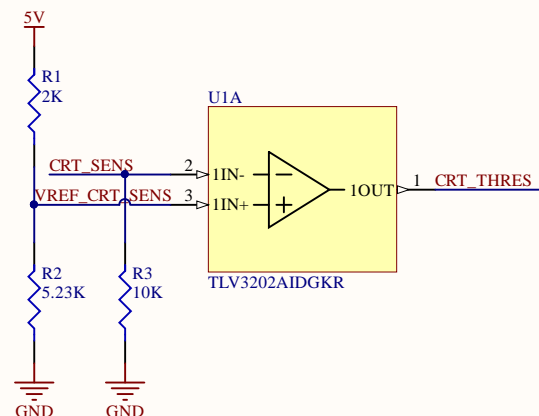 5V
R1
2K
U1A
CRT_SENS
2
1IN-
VREF_CRT_SENS
3
1IN+
1OUT
1
CRT_THRES
R2
5.23K
R3
10K
TLV3202AIDGKR
GND
GND